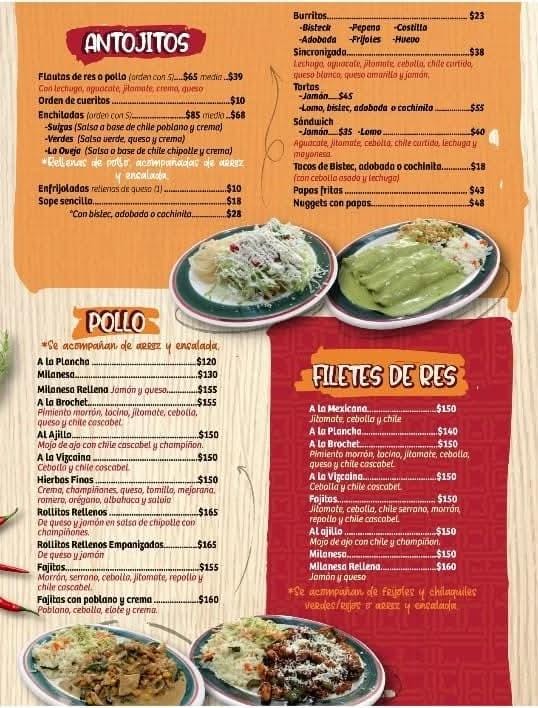 ANTOJITOS
Flautas de res o pollo (orden con 5)....$65 media ..$39
Con lechuga, aguacate, jitomate, crema, queso
Orden de cueritos ..............................$10
Enchiladas (orden con 5) ..................$85 media ..$68
-Suizas (Salsa a base de chile poblano y crema)
-Verdes (Salsa verde, queso y crema)
-La Oveja (Salsa a base de chile chipotle y crema)
*Rellenas de pollo, acompañadas de arroz
y ensalada.
Enfrijoladas rellenas de queso (1) ............$10
Sope sencillo.......................................$18
*Con bistec, adobada o cochinita...............$28
Burritos............................................$23
-Bisteck -Pepena -Costilla
-Adobada -Frijoles -Huevo
Sincronizada.......................................$38
Lechuga, aguacate, jitomate, cebolla, chile curtido,
queso blanco, queso amarillo y jamón.
Tortas
-Jamón....$45
-Lomo, bistec, adobada o cochinita............$55
Sándwich
-Jamón....$35 -Lomo............................$40
Aguacate, jitomate, cebolla, chile curtido, lechuga y
mayonesa.
Tacos de Bistec, adobada o cochinita..........$18
(con cebolla asada y lechuga)
Papas fritas .......................................$43
Nuggets con papas................................$48
POLLO
*Se acompañan de arroz y ensalada.
A la Plancha ..............................$120
Milanesa....................................$130
Milanesa Rellena Jamón y queso..........$155
A la Brochet...............................$155
Pimiento morrón, tocino, jitomate, cebolla,
queso y chile cascabel.
Al Ajillo....................................$150
Mojo de ajo con chile cascabel y champiñon.
A la Vizcaina .............................$150
Cebolla y chile cascabel.
Hierbas Finas .............................$150
Crema, champiñones, queso, tomillo, mejorana,
romero, orégano, albahaca y salvia
Rollitos Rellenos .........................$165
De queso y jamón en salsa de chipotle con
champiñones.
Rollitos Rellenos Empanizados............$165
De queso y jamón
Fajitas......................................$155
Morrón, serrano, cebolla, jitomate, repollo y
chile cascabel.
Fajitas con poblano y crema .............$160
Poblano, cebolla, elote y crema.
FILETES DE RES
A la Mexicana..............................$150
Jitomate, cebolla y chile
A la Plancha...............................$140
A la Brochet...............................$150
Pimiento morrón, tocino, jitomate, cebolla,
queso y chile cascabel.
A la Vizcaina..............................$150
Cebolla y chile cascabel.
Fajitas.....................................$150
Jitomate, cebolla, chile serrano, morrón,
repollo y chile cascabel.
Al ajillo ...................................$150
Mojo de ajo con chile y champiñon.
Milanesa...................................$150
Milanesa Rellena..........................$160
Jamón y queso
*Se acompañan de frijoles y chilaquiles
verdes/rojos o arroz y ensalada.